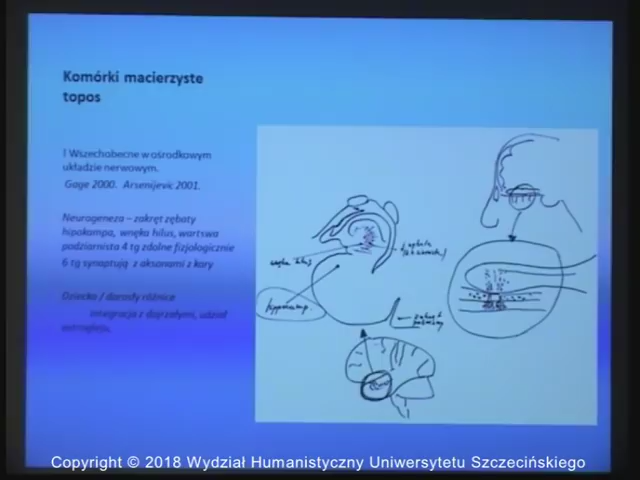 Komórki macierzyste
topos
! Wszechobecne w ośrodkowym
układzie nerwowym.
Gage 2000. Arsenijevic 2001.
Neurogeneza – zakręt zębaty
hipokampa, wnęka hilus, wartswa
podziarnista 4 tg zdolne fizjologicznie
6 tg synaptują z aksonami z kory
Dziecko / dorosły różnice
integracja z dojrzałymi, udział
astrogleju.
hippocamp.
Copyright © 2018 Wydział Humanistyczny Uniwersytetu Szczecińskiego